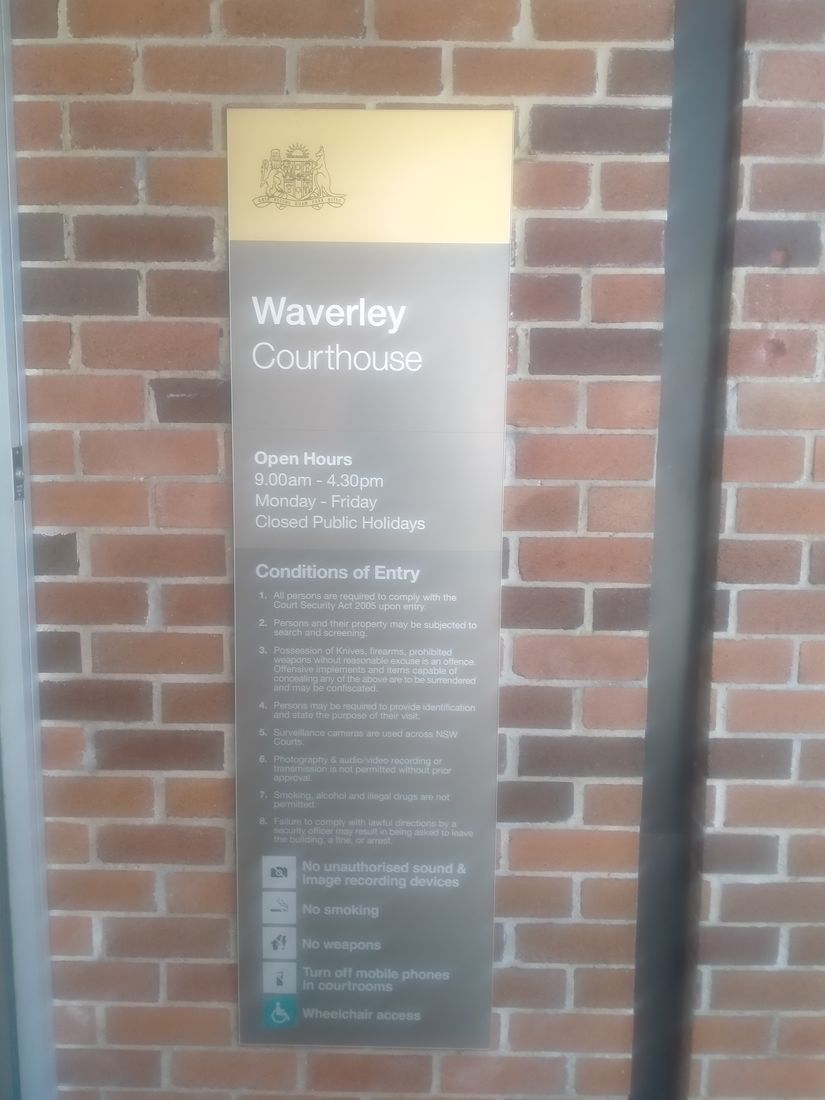 Waverley
Courthouse
Open Hours
9.00am - 4.30pm
Monday - Friday
Closed Public Holidays
Conditions of Entry
1. All persons are required to comply with the
Court Security Act 2005 upon entry.
2. Persons and their property may be subjected to
search and screening.
3. Possession of Knives, firearms, prohibited
weapons wihout reasonable excuse is an offence.
Offensive implements and items capable of
concealing any of the above are to be surrendered
and may be confiscated.
4. Persons may be required to provide identification
and state the purpose of their visit.
5. Surveillance cameras are used across NSW
Courts.
6. Photography & audio/video recording or
transmission is not permitted without prior
approval.
7. Smoking, alcohol and illegal drugs are not
permitted.
8. Failure to comply with lawful directions by a
security officer may result in being asked to leave
the building, a fine, or arrest.
No unauthorised sound &
image recording devices
No smoking
No weapons
Turn off mobile phones
in courtrooms
Wheelchair access